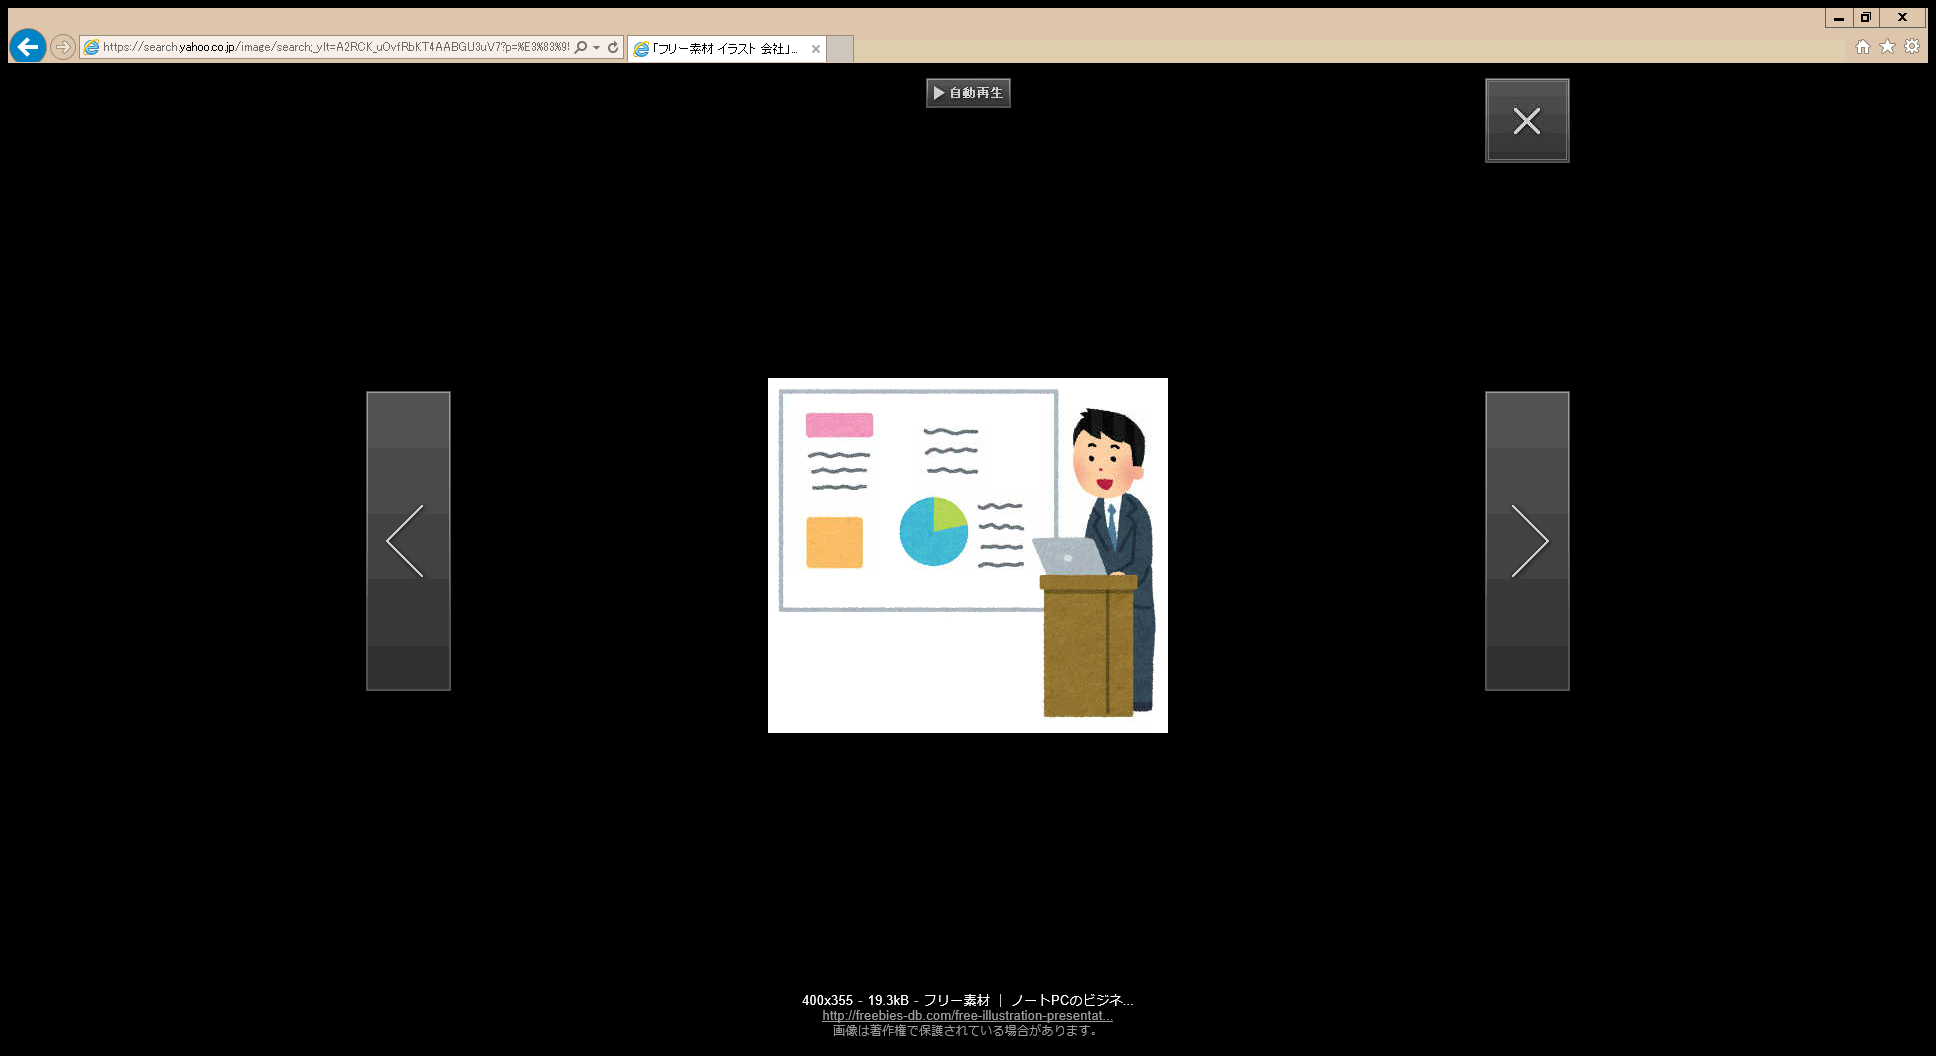 https://search.yahoo.co.jp/image/search;_ylt=A2RCK_uOvfRbKT4AABGU3uV7?p=%E3%83%9!
「フリー素材 イラスト 会社」...
自動再生
400x355 - 19.3kB - フリー素材 ｜ ノートPCのビジネ...
http://freebies-db.com/free-illustration-presentat...
画像は著作権で保護されている場合があります。